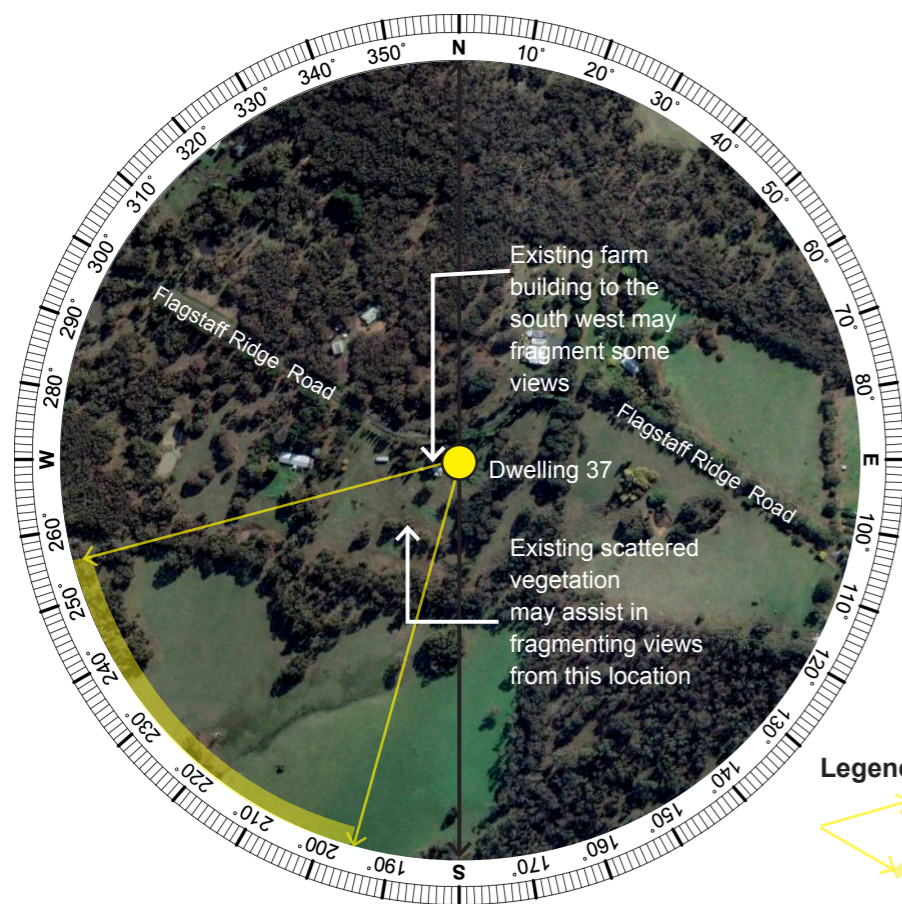 N
10°
20°
30°
40°
50°
60°
70°
80°
E
100°
110°
120°
130°
140°
150°
160°
170°
S
190°
200°
210°
220°
230°
240°
250°
260°
W
280°
290°
300°
310°
320°
330°
340°
350°
Existing farm
building to the
south west may
fragment some
views
Flagstaff Ridge Road
Flagstaff Ridge Road
Dwelling 37
Existing scattered
vegetation
may assist in
fragmenting views
from this location
Legen